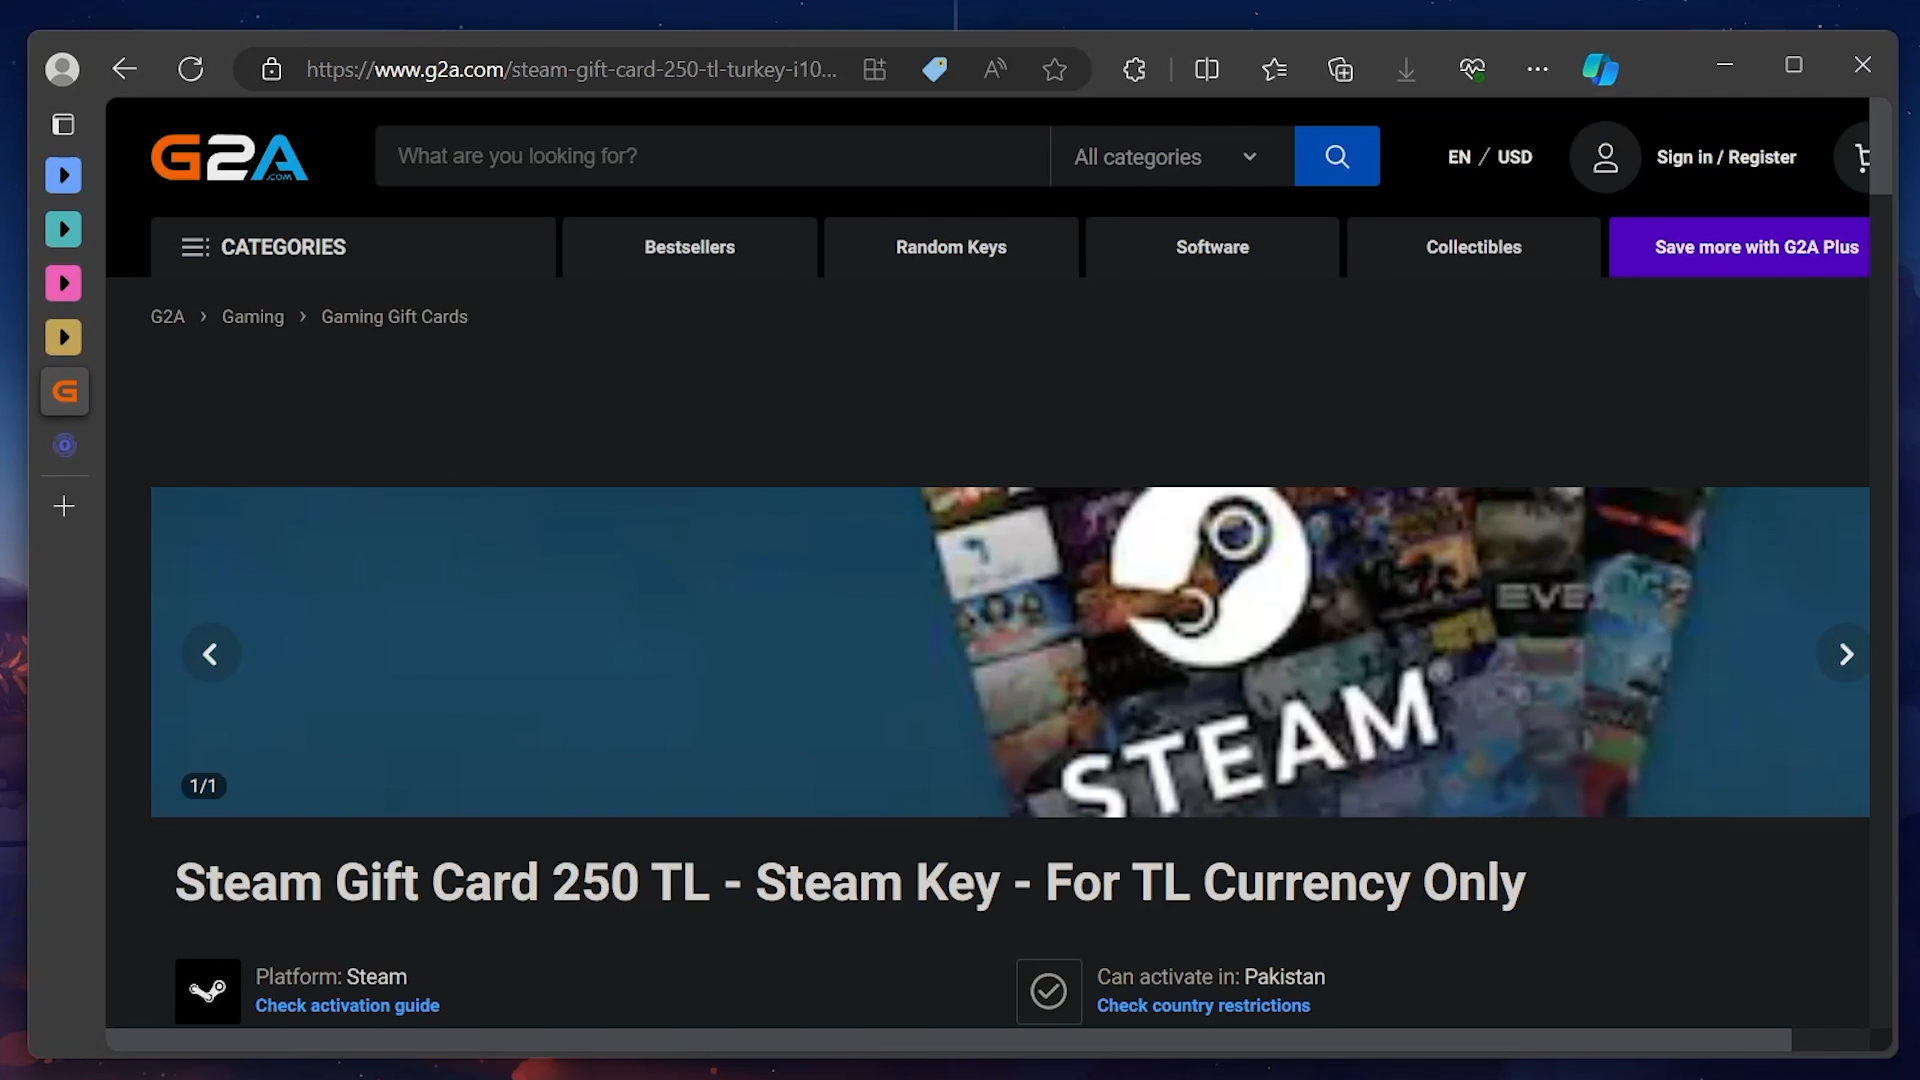 https://www.g2a.com/steam-gift-card-250-tl-turkey-i10...
G2A
.COM
What are you looking for?
All categories
EN / USD
Sign in / Register
CATEGORIES
Bestsellers
Random Keys
Software
Collectibles
Save more with G2A Plus
G2A › Gaming › Gaming Gift Cards
EVE
STEAM
1/1
Steam Gift Card 250 TL - Steam Key - For TL Currency Only
Platform: Steam
Check activation guide
Can activate in: Pakistan
Check country restrictions